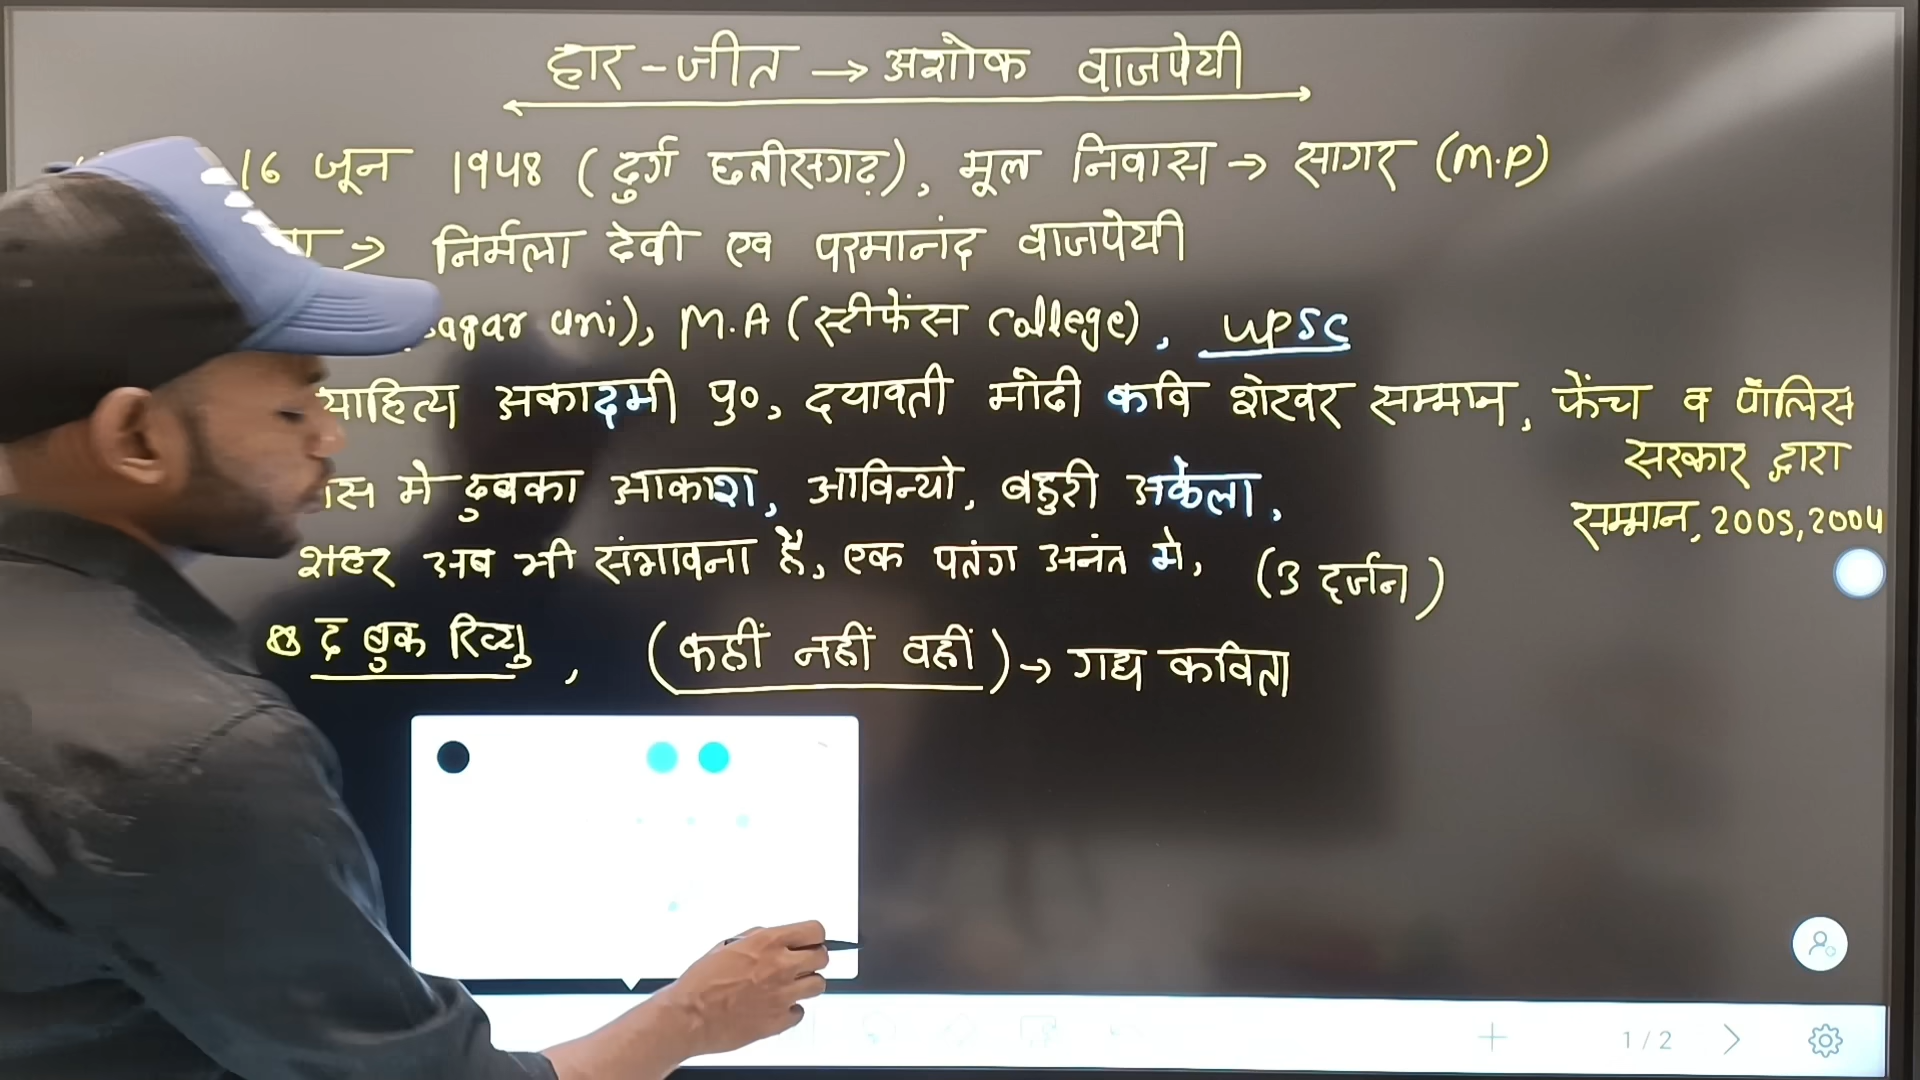 हार-जीत → अशोक वाजपेयी
16 जून 1948 (दुर्ग छत्तीसगढ़), मूल निवास → सागर (M.P)
निर्मला देवी एव परमानंद वाजपेयी
sagar uni), M.A (स्टीफेंस college), UPSC
साहित्य अकादमी पु०, दयावती मोदी कवि शेखर सम्मान, फेंच व पोलिस
सरकार द्वारा
सम्मान, 2005, 2004
मे दुबका आकाश, आविन्यो, बहुरी अकेला,
शहर अब भी संभावना है, एक पतंग अनंत मे, (3 दर्जन)
द बुक रिव्यु, (कहीं नहीं वहीं) → गद्य कविता
1/2